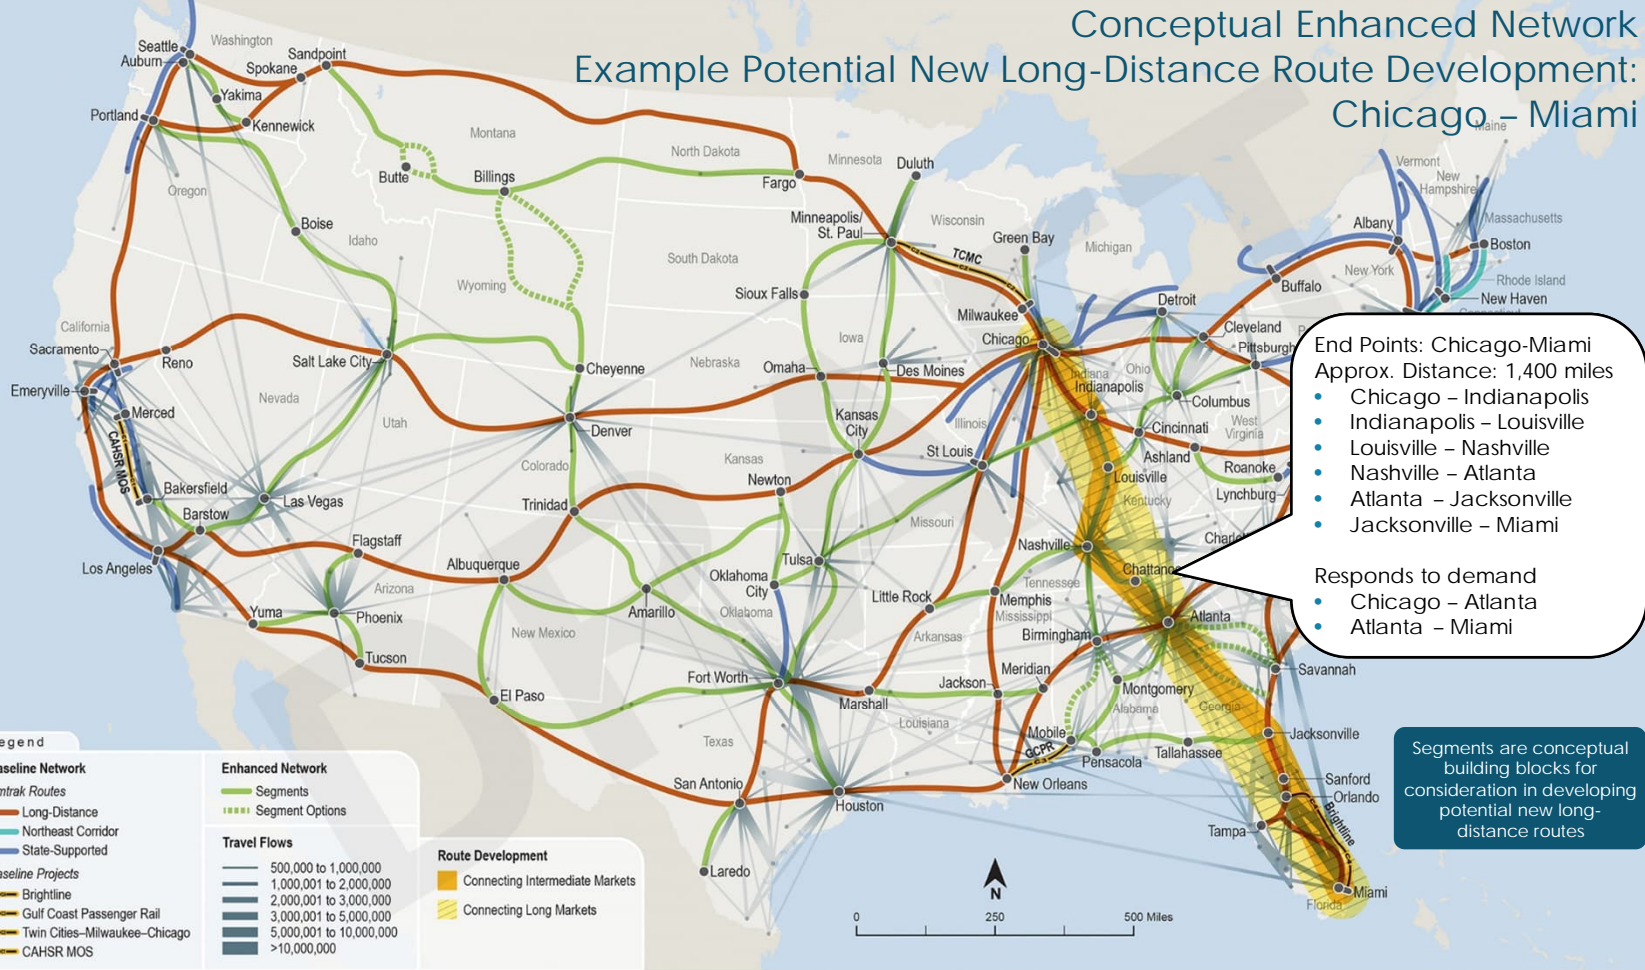 Conceptual Enhanced Network
Example Potential New Long-Distance Route Development:
Chicago – Miami
Seattle
Auburn
Washington
Sandpoint
Spokane
Yakima
Portland
Kennewick
Oregon
Montana
Butte
Billings
North Dakota
Fargo
Minnesota
Duluth
Minneapolis/
St. Paul
Wisconsin
Green Bay
TCMC
Michigan
Maine
Vermont
New
Hampshire
Albany
Massachusetts
Boston
New York
Rhode Island
New Haven
Buffalo
Boise
Idaho
Wyoming
South Dakota
Sioux Falls
Milwaukee
Detroit
Cleveland
Pittsburgh
California
Sacramento
Reno
Emeryville
Merced
Nevada
Salt Lake City
Utah
Cheyenne
Nebraska
Omaha
Iowa
Des Moines
Chicago
Indiana
Ohio
Indianapolis
Columbus
West
Virginia
Denver
Colorado
Kansas
Kansas
City
Illinois
St Louis
Cincinnati
Ashland
Roanoke
Lynchburg
Louisville
Kentucky
CAHSR MOS
Bakersfield
Barstow
Las Vegas
Los Angeles
Flagstaff
Trinidad
Newton
Missouri
Nashville
Tennessee
Albuquerque
Arizona
Oklahoma
City
Tulsa
Oklahoma
Amarillo
Little Rock
Arkansas
Memphis
Mississippi
Birmingham
Atlanta
Yuma
Phoenix
Tucson
New Mexico
El Paso
Fort Worth
Marshall
Jackson
Meridian
Montgomery
Alabama
Georgia
Savannah
Louisiana
Texas
Mobile
GCPR
Pensacola
Tallahassee
Jacksonville
San Antonio
Houston
New Orleans
Sanford
Orlando
Brightline
Tampa
Laredo
Miami
Florida
End Points: Chicago-Miami
Approx. Distance: 1,400 miles
• Chicago – Indianapolis
• Indianapolis – Louisville
• Louisville – Nashville
• Nashville – Atlanta
• Atlanta – Jacksonville
• Jacksonville – Miami
Responds to demand
• Chicago – Atlanta
• Atlanta – Miami
Segments are conceptual
building blocks for
consideration in developing
potential new long-
distance routes
egend
aseline Network
mtrak Routes
Long-Distance
Northeast Corridor
State-Supported
aseline Projects
Brightline
Gulf Coast Passenger Rail
Twin Cities–Milwaukee–Chicago
CAHSR MOS
Enhanced Network
Segments
Segment Options
Travel Flows
500,000 to 1,000,000
1,000,001 to 2,000,000
2,000,001 to 3,000,000
3,000,001 to 5,000,000
5,000,001 to 10,000,000
>10,000,000
Route Development
Connecting Intermediate Markets
Connecting Long Markets
N
0 250 500 Miles